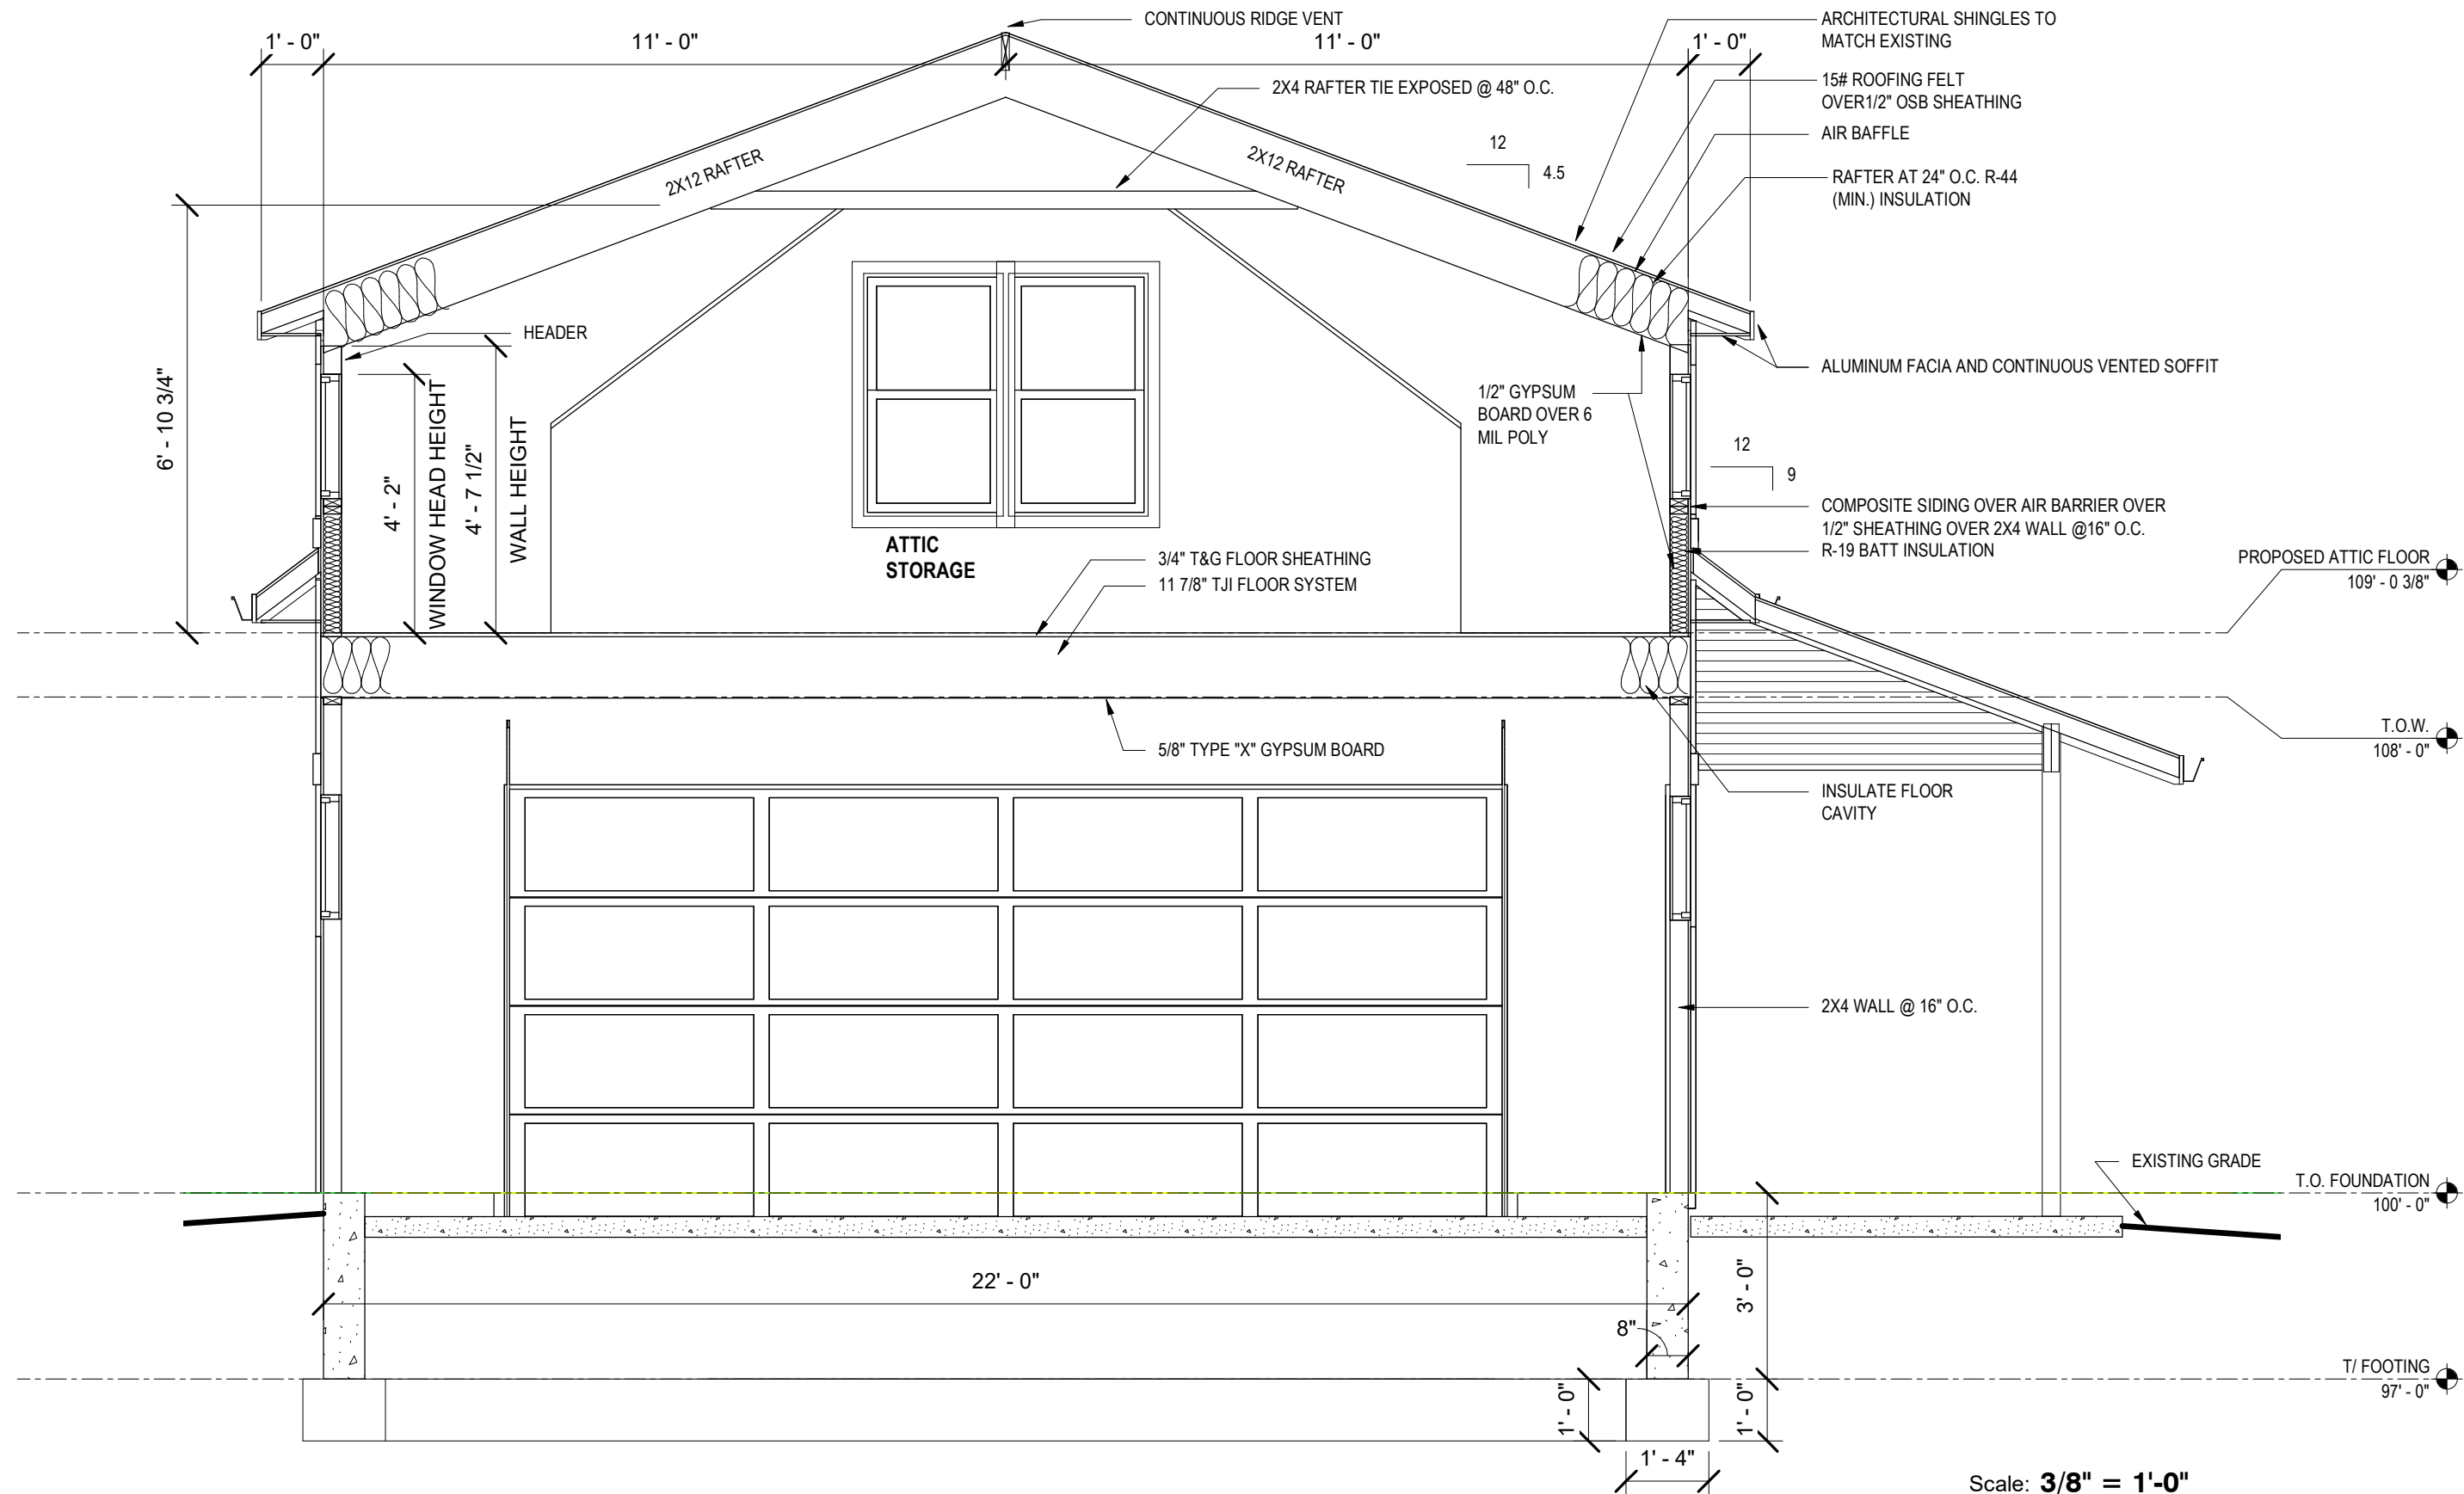 CONTINUOUS RIDGE VENT
ARCHITECTURAL SHINGLES TO
MATCH EXISTING
1' - 0"
11' - 0"
11' - 0"
1' - 0"
2X4 RAFTER TIE EXPOSED @ 48" O.C.
15# ROOFING FELT
OVER1/2" OSB SHEATHING
AIR BAFFLE
12
4.5
2X12 RAFTER
2X12 RAFTER
RAFTER AT 24" O.C. R-44
(MIN.) INSULATION
HEADER
ALUMINUM FACIA AND CONTINUOUS VENTED SOFFIT
6' - 10 3/4"
4' - 2"
WINDOW HEAD HEIGHT
4' - 7 1/2"
WALL HEIGHT
1/2" GYPSUM
BOARD OVER 6
MIL POLY
12
9
COMPOSITE SIDING OVER AIR BARRIER OVER
1/2" SHEATHING OVER 2X4 WALL @16" O.C.
R-19 BATT INSULATION
ATTIC
STORAGE
3/4" T&G FLOOR SHEATHING
11 7/8" TJI FLOOR SYSTEM
PROPOSED ATTIC FLOOR
109' - 0 3/8"
T.O.W.
108' - 0"
5/8" TYPE "X" GYPSUM BOARD
INSULATE FLOOR
CAVITY
2X4 WALL @ 16" O.C.
EXISTING GRADE
T.O. FOUNDATION
100' - 0"
22' - 0"
3' - 0"
8"
T/ FOOTING
97' - 0"
1' - 0"
1' - 0"
1' - 4"
Scale: 3/8" = 1'-0"